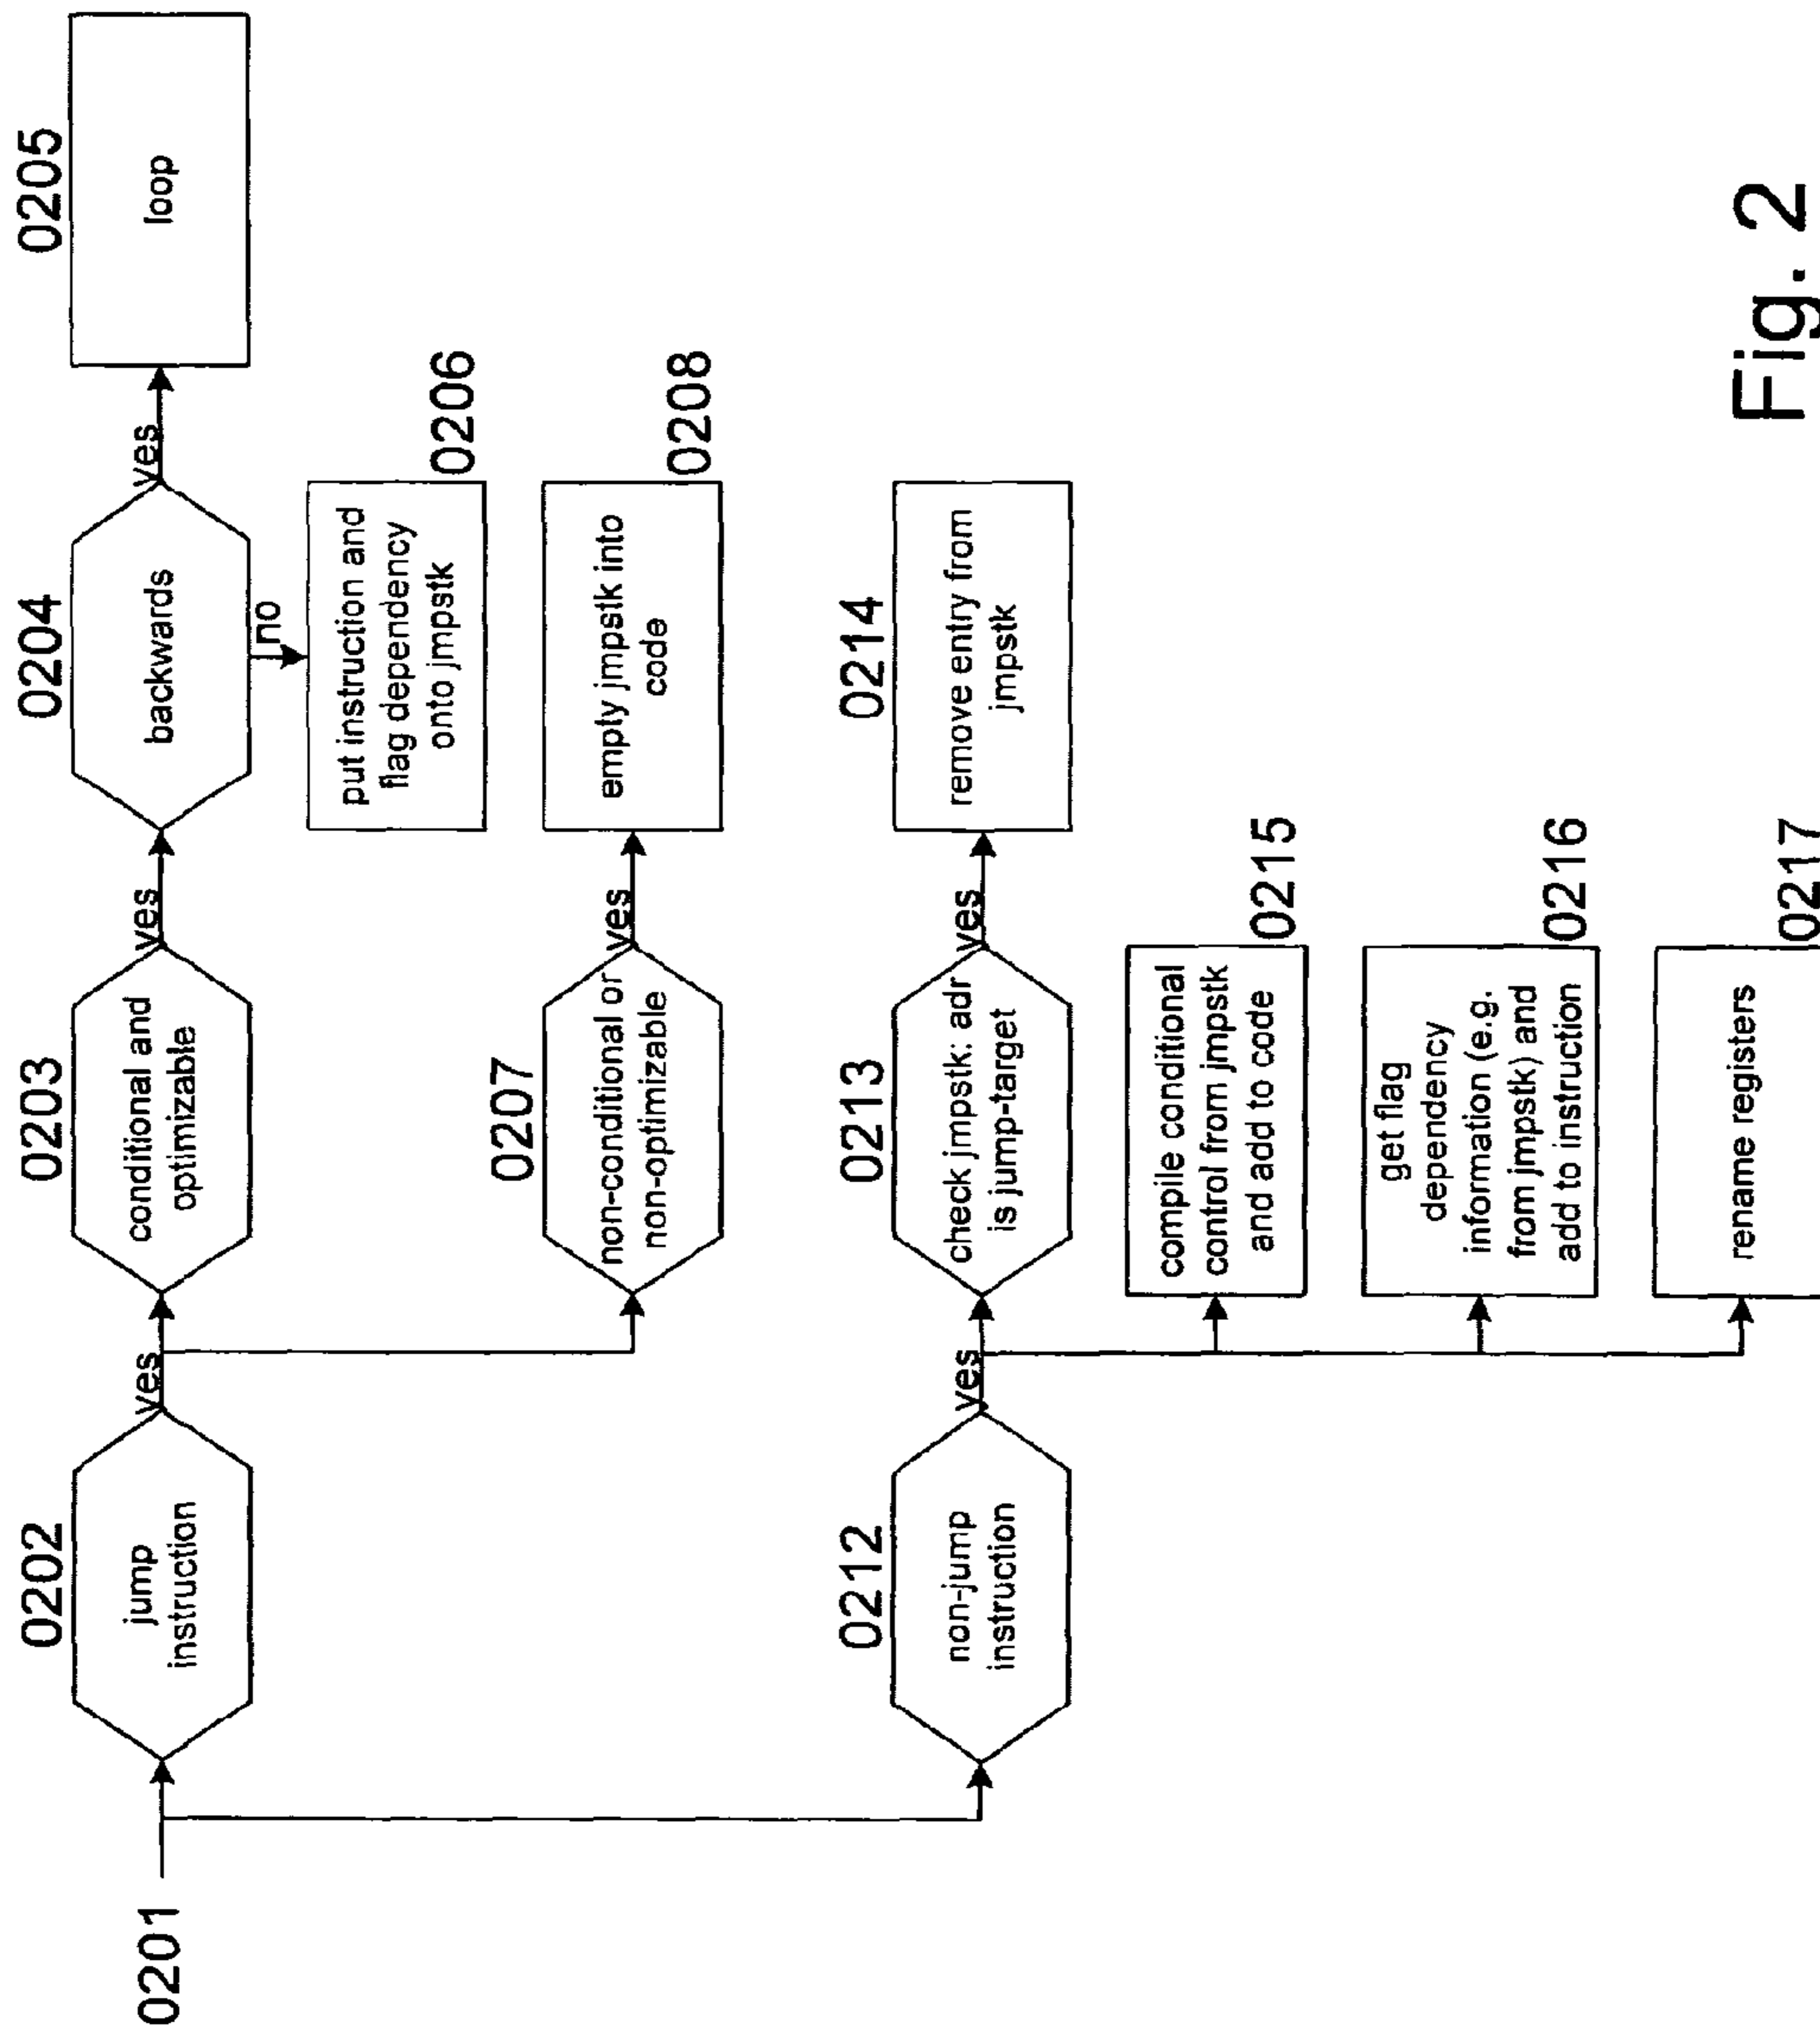 0201
0202
jump
instruction
yes
0203
conditional and
optimizable
yes
0204
backwards
yes
0205
loop
no
put instruction and
flag dependency
onto jmpstk
0206
0207
non-conditional or
non-optimizable
yes
empty jmpstk into
code
0208
0212
non-jump
instruction
yes
0213
check jmpstk: adr
is jump-target
yes
0214
remove entry from
jmpstk
compile conditional
control from jmpstk
and add to code
0215
get flag
dependency
information (e.g.
from jmpstk) and
add to instruction
0216
rename registers
0217
Fig. 2